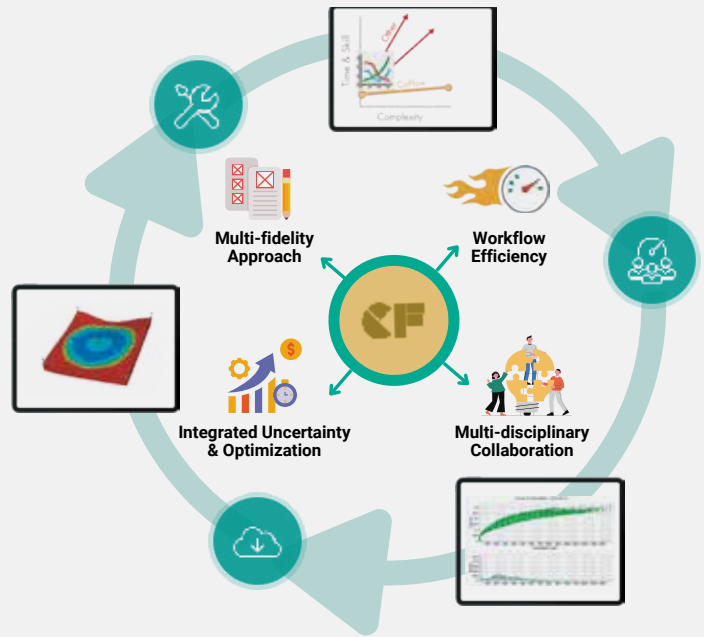 Time & Skill
Other
CoFlow
Complexity
Multi-fidelity
Approach
Workflow
Efficiency
CF
$
Integrated Uncertainty
& Optimization
Multi-disciplinary
Collaboration